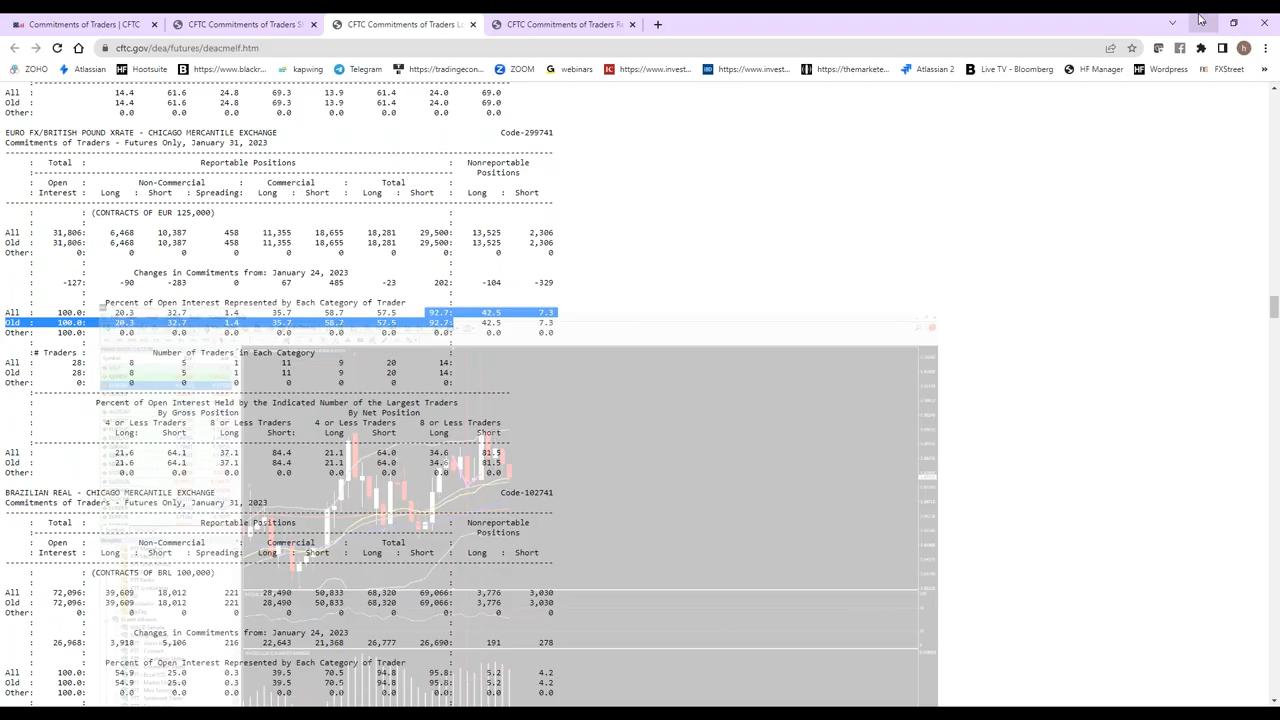 Commitments of Traders | CFTC
CFTC Commitments of Traders S
CFTC Commitments of Traders Lo
CFTC Commitments of Traders Re
cftc.gov/dea/futures/deacmelf.htm
ZOHO Atlassian Hootsuite https://www.blackr... kapwing Telegram https://tradingecon... ZOOM webinars https://www.invest... https://www.invest... https://themarkete... Atlassian 2 Live TV - Bloomberg HF Manager Wordpress FXStreet »
All 14.4 61.6 24.8 69.3 13.9 61.4 24.0 69.0
Old : 14.4 61.6 24.8 69.3 13.9 61.4 24.0 69.0
Other: 0.0 0.0 0.0 0.0 0.0 0.0 0.0 0.0
EURO FX/BRITISH POUND XRATE - CHICAGO MERCANTILE EXCHANGE Code-299741
Commitments of Traders - Futures Only, January 31, 2023
: Total : Reportable Positions : Nonreportable
Positions
: Open : Non-Commercial : Commercial : Total
: Interest : Long : Short : Spreading: Long : Short : Long : Short : Long : Short
: : (CONTRACTS OF EUR 125,000) :
All : 31,806: 6,468 10,387 458 11,355 18,655 18,281 29,500: 13,525 2,306
Old : 31,806: 6,468 10,387 458 11,355 18,655 18,281 29,500: 13,525 2,306
Other: 0: 0 0 0 0 0 0 0: 0 0
: : Changes in Commitments from: January 24, 2023 :
: -127: -90 -283 0 67 485 -23 202: -104 -329
Percent of Open Interest Represented by Each Category of Trader
All : 100.0: 20.3 32.7 1.4 35.7 58.7 57.5 92.7: 42.5 7.3
Old : 100.0: 20.3 32.7 1.4 35.7 58.7 57.5 92.7: 42.5 7.3
Other: 100.0: 0.0 0.0 0.0 0.0 0.0 0.0 0.0: 0.0 0.0
:# Traders : Number of Traders in Each Category :
All : 28: 8 5 1 11 9 20 14:
Old : 28: 8 5 1 11 9 20 14:
Other: 0: 0 0 0 0 0 0 0:
Percent of Open Interest Held by the Indicated Number of the Largest Traders
By Gross Position By Net Position
4 or Less Traders 8 or Less Traders 4 or Less Traders 8 or Less Traders
Long: Short Long Short: Long Short Long Short
All : 21.6 64.1 37.1 84.4 21.1 64.0 34.6 81.5
Old : 21.6 64.1 37.1 84.4 21.1 64.0 34.6 81.5
Other: 0.0 0.0 0.0 0.0 0.0 0.0 0.0 0.0
BRAZILIAN REAL - CHICAGO MERCANTILE EXCHANGE Code-102741
Commitments of Traders - Futures Only, January 31, 2023
: Total : Reportable Positions : Nonreportable
Positions
: Open : Non-Commercial : Commercial : Total
: Interest : Long : Short : Spreading: Long : Short : Long : Short : Long : Short
: : (CONTRACTS OF BRL 100,000) :
All : 72,096: 39,609 18,012 221 28,490 50,833 68,320 69,066: 3,776 3,030
Old : 72,096: 39,609 18,012 221 28,490 50,833 68,320 69,066: 3,776 3,030
Other: 0: 0 0 0 0 0 0 0: 0 0
: : Changes in Commitments from: January 24, 2023 :
: 26,968: 3,918 5,106 216 22,643 21,368 26,777 26,690: 191 278
Percent of Open Interest Represented by Each Category of Trader
All : 100.0: 54.9 25.0 0.3 39.5 70.5 94.8 95.8: 5.2 4.2
Old : 100.0: 54.9 25.0 0.3 39.5 70.5 94.8 95.8: 5.2 4.2
Other: 100.0: 0.0 0.0 0.0 0.0 0.0 0.0 0.0: 0.0 0.0